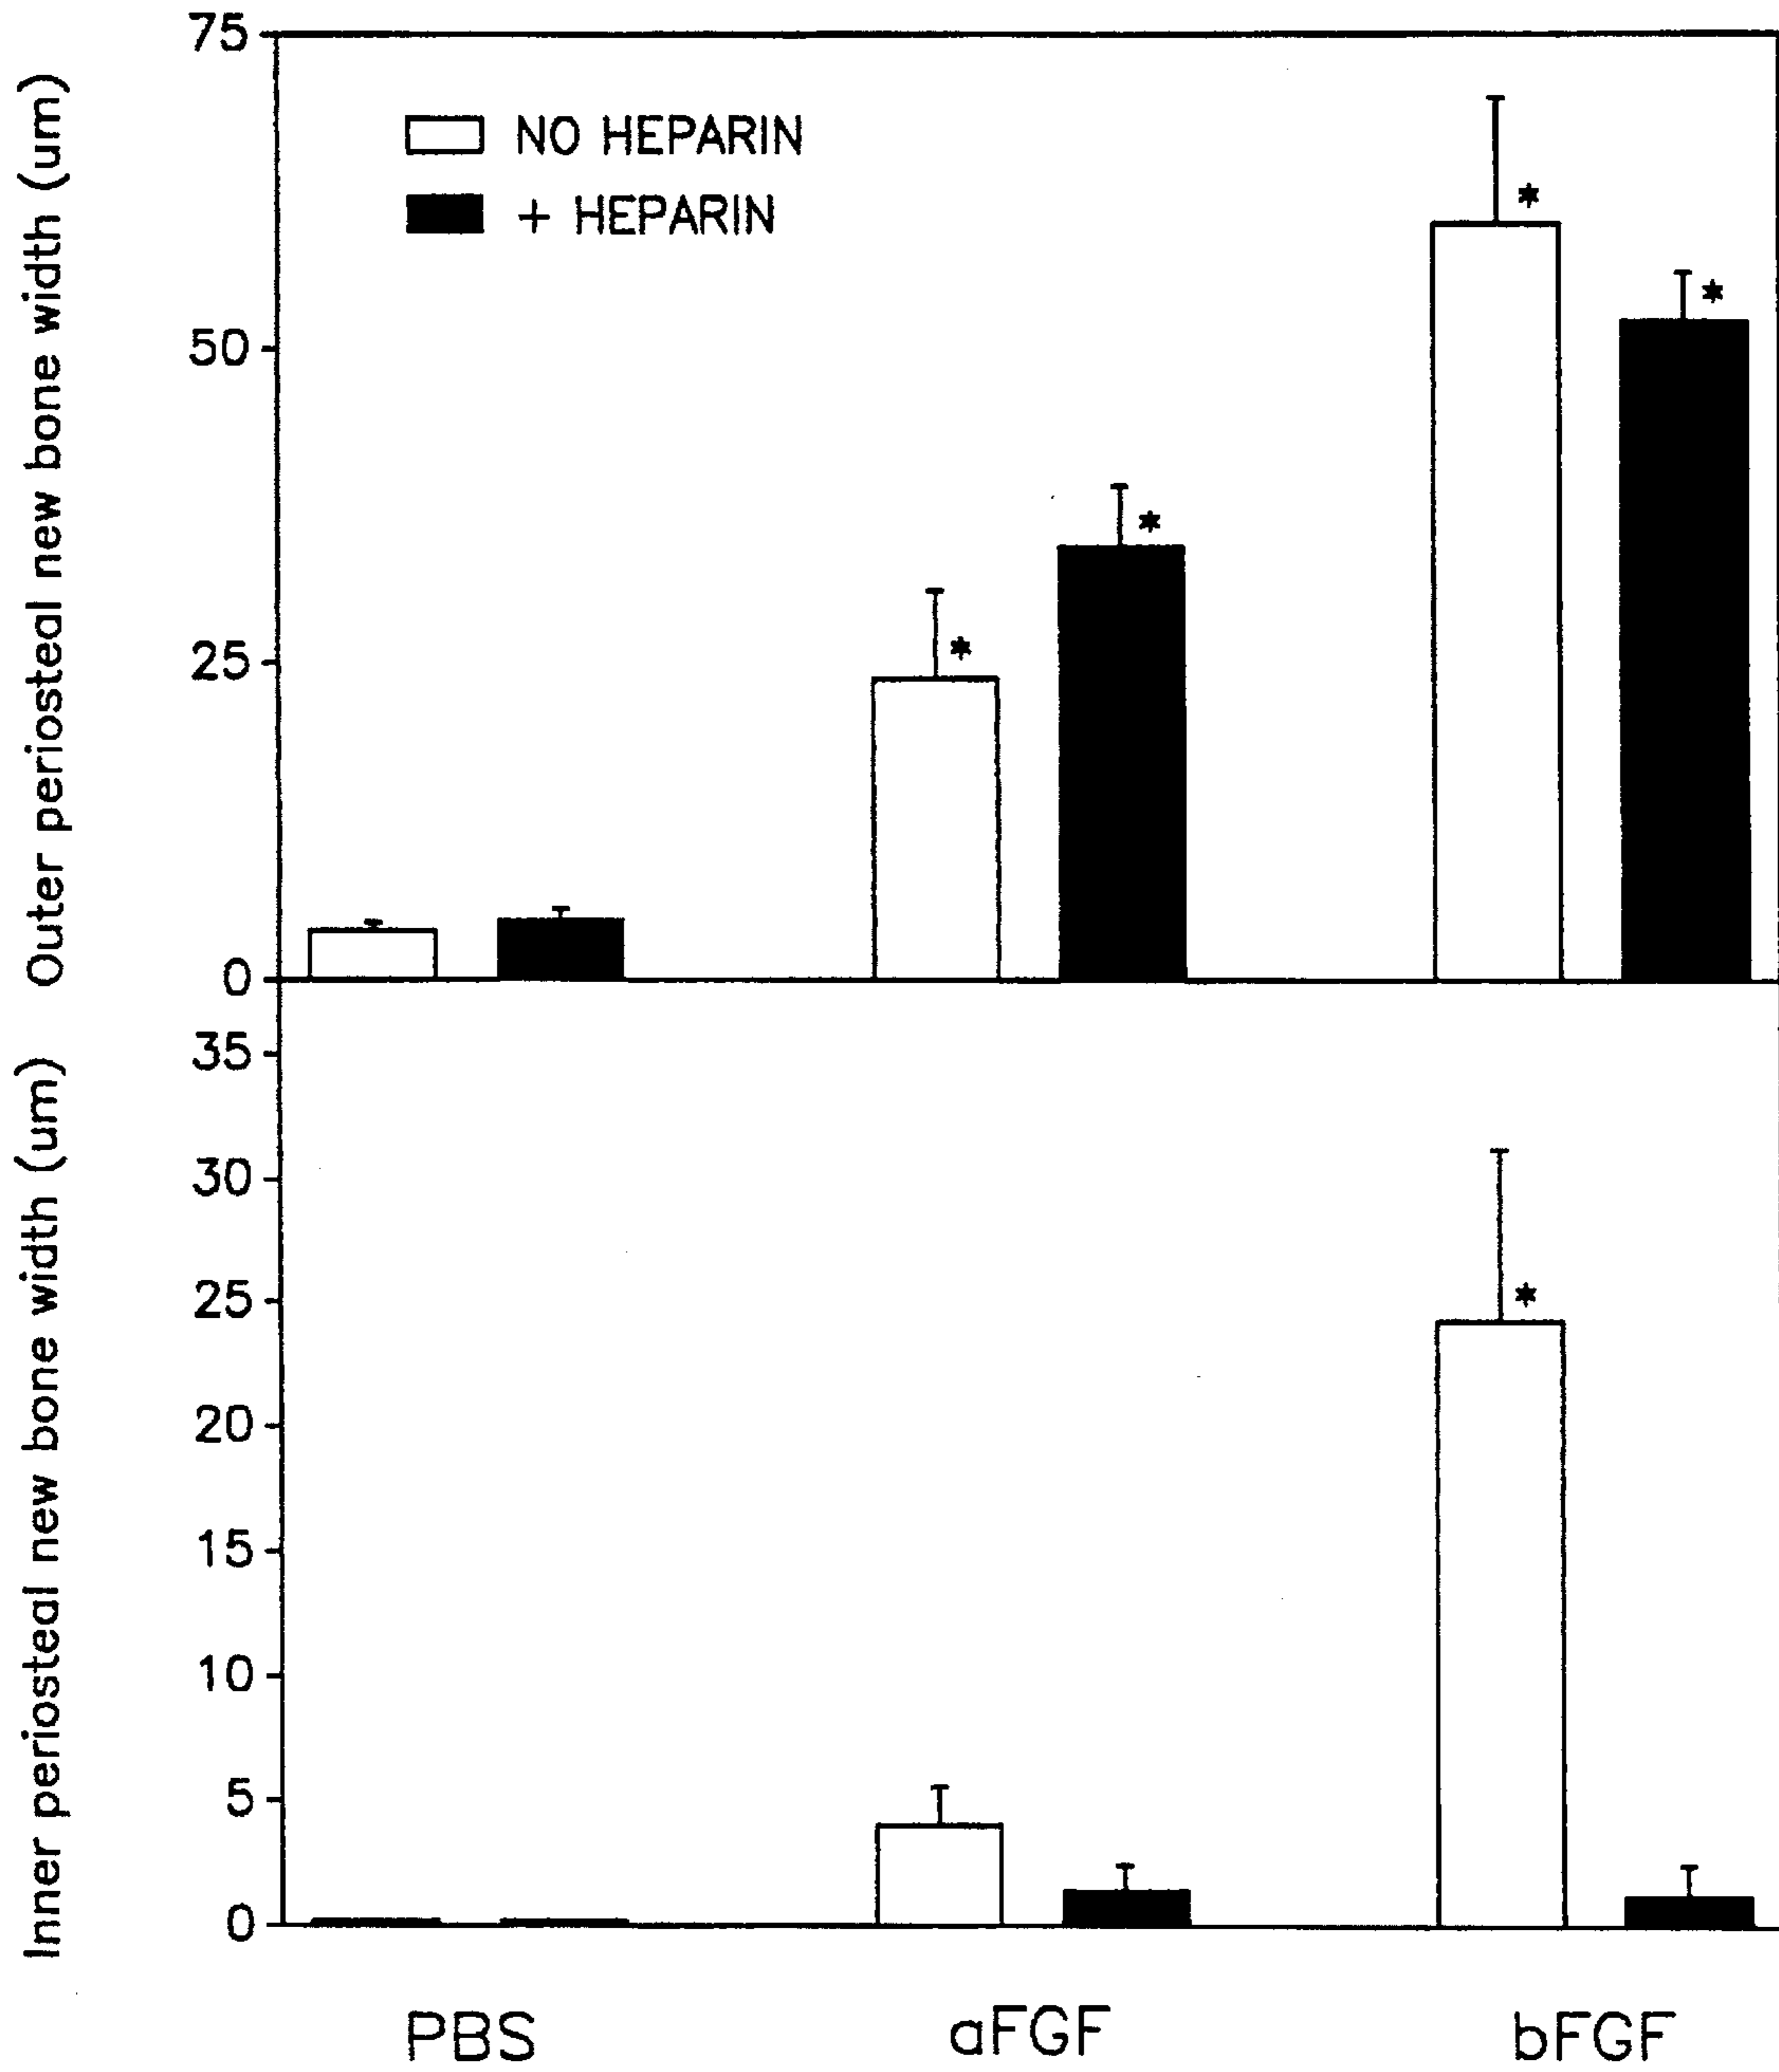 Outer periosteal new bone width (um)
75
50
25
0
NO HEPARIN
+ HEPARIN
*
*
*
*
Inner periosteal new bone width (um)
35
30
25
20
15
10
5
0
*
PBS
aFGF
bFGF